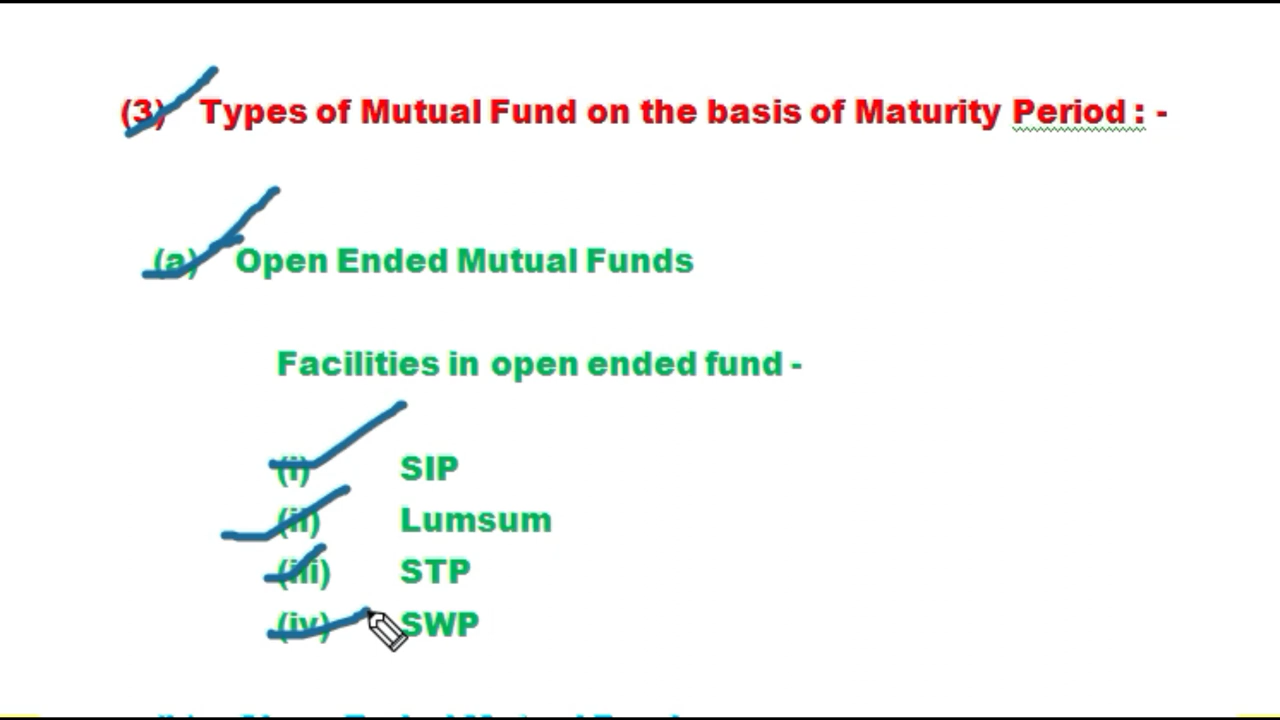 (3) Types of Mutual Fund on the basis of Maturity Period : -
(a) Open Ended Mutual Funds
Facilities in open ended fund -
(i) SIP
(ii) Lumsum
(iii) STP
(iv) SWP